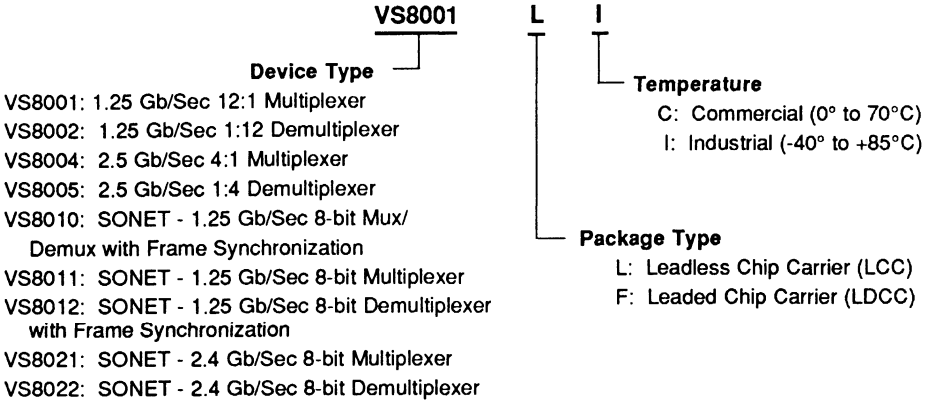 VS8001 L I
Device Type
VS8001: 1.25 Gb/Sec 12:1 Multiplexer
VS8002: 1.25 Gb/Sec 1:12 Demultiplexer
VS8004: 2.5 Gb/Sec 4:1 Multiplexer
VS8005: 2.5 Gb/Sec 1:4 Demultiplexer
VS8010: SONET - 1.25 Gb/Sec 8-bit Mux/
Demux with Frame Synchronization
VS8011: SONET - 1.25 Gb/Sec 8-bit Multiplexer
VS8012: SONET - 1.25 Gb/Sec 8-bit Demultiplexer
with Frame Synchronization
VS8021: SONET - 2.4 Gb/Sec 8-bit Multiplexer
VS8022: SONET - 2.4 Gb/Sec 8-bit Demultiplexer
Temperature
C: Commercial (0° to 70°C)
I: Industrial (-40° to +85°C)
Package Type
L: Leadless Chip Carrier (LCC)
F: Leaded Chip Carrier (LDCC)